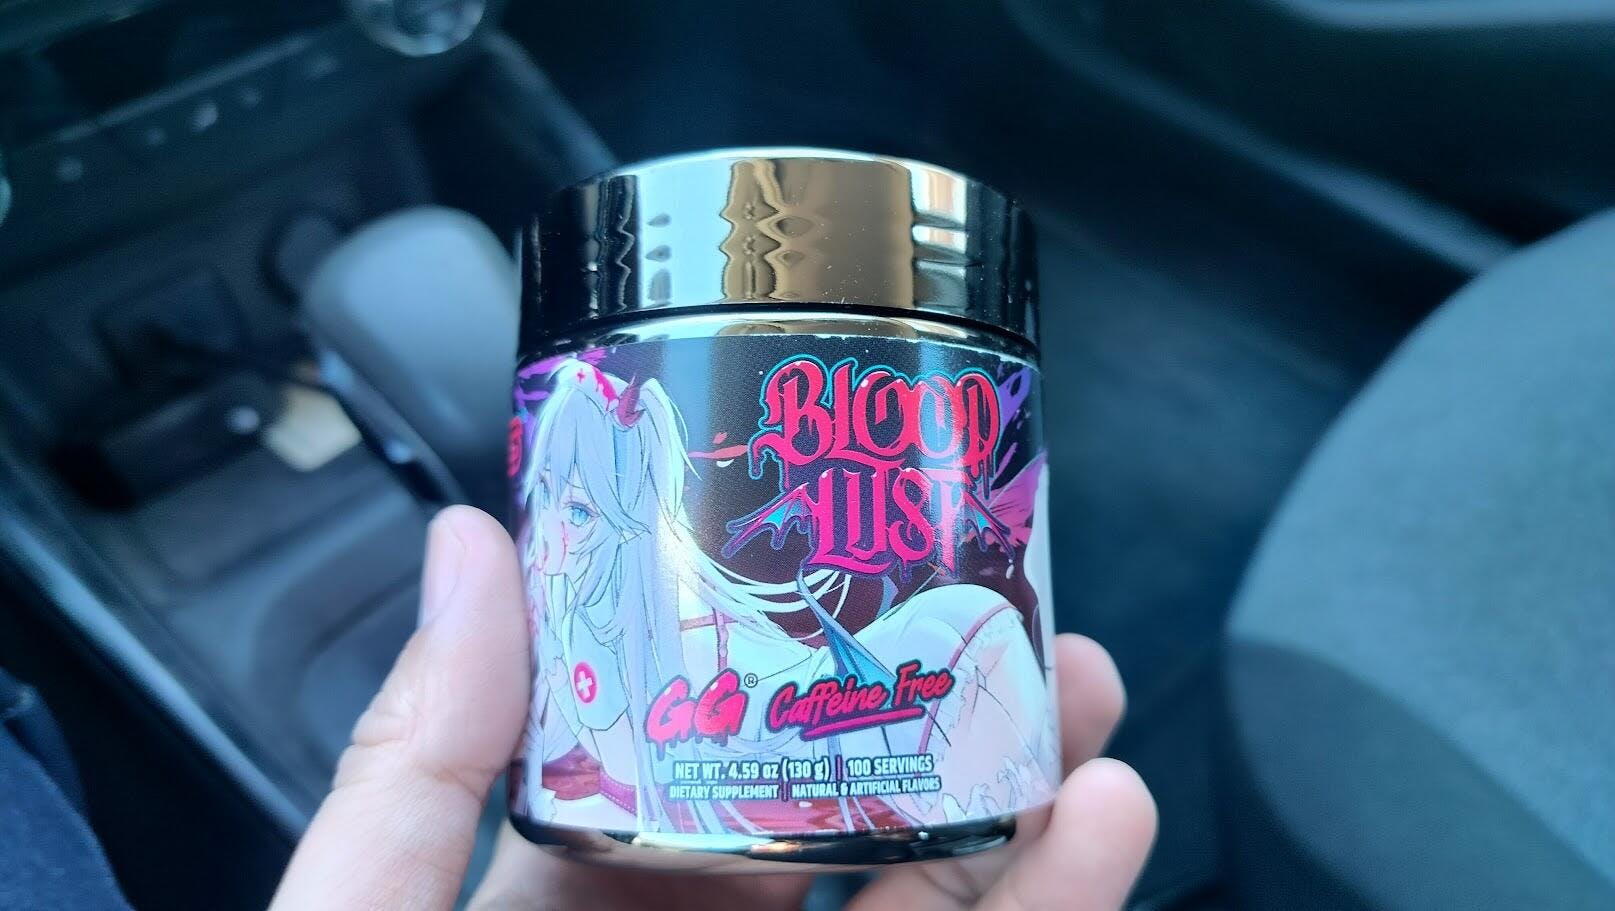 BLOOD
LUST
GG® Caffeine Free
NET WT. 4.59 oz (130 g) | 100 SERVINGS
DIETARY SUPPLEMENT | NATURAL & ARTIFICIAL FLAVORS